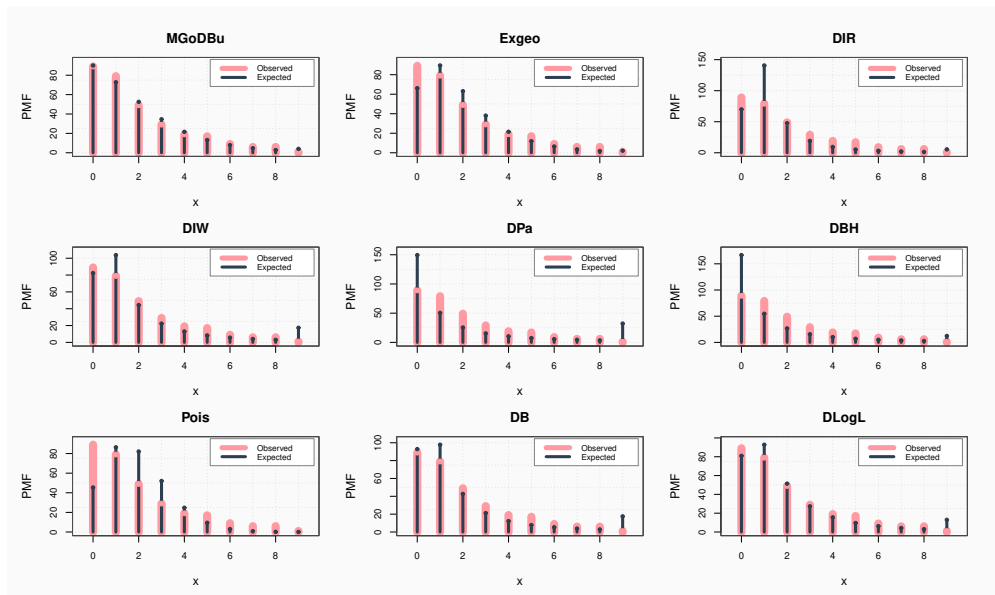 MGoDBu
Observed
Expected
PMF
0 20 40 60 80
0 2 4 6 8
x
Exgeo
Observed
Expected
PMF
0 20 40 60 80
0 2 4 6 8
x
DIR
Observed
Expected
PMF
0 50 100 150
0 2 4 6 8
x
DIW
Observed
Expected
PMF
0 20 60 100
0 2 4 6 8
x
DPa
Observed
Expected
PMF
0 50 100 150
0 2 4 6 8
x
DBH
Observed
Expected
PMF
0 50 100 150
0 2 4 6 8
x
Pois
Observed
Expected
PMF
0 20 40 60 80
0 2 4 6 8
x
DB
Observed
Expected
PMF
0 20 40 60 100
0 2 4 6 8
x
DLogL
Observed
Expected
PMF
0 20 40 60 80
0 2 4 6 8
x